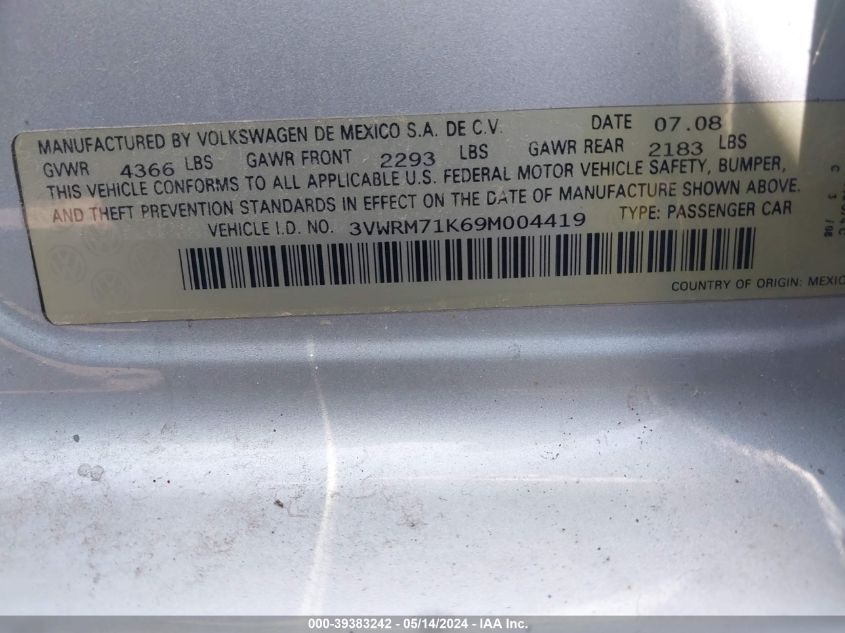 MANUFACTURED BY VOLKSWAGEN DE MEXICO S.A. DE C.V. DATE 07.08
GVWR 4366 LBS GAWR FRONT 2293 LBS GAWR REAR 2183 LBS
THIS VEHICLE CONFORMS TO ALL APPLICABLE U.S. FEDERAL MOTOR VEHICLE SAFETY, BUMPER,
AND THEFT PREVENTION STANDARDS IN EFFECT ON THE DATE OF MANUFACTURE SHOWN ABOVE.
VEHICLE I.D. NO. 3VWRM71K69M004419 TYPE: PASSENGER CAR
COUNTRY OF ORIGIN: MEXIC
000-39383242 - 05/14/2024 - IAA Inc.